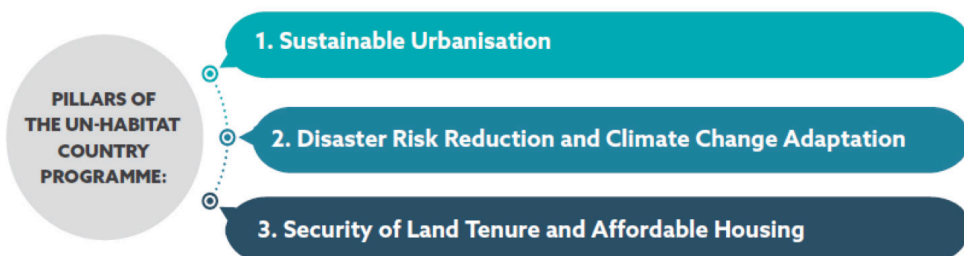 PILLARS OF
THE UN-HABITAT
COUNTRY
PROGRAMME:
1. Sustainable Urbanisation
2. Disaster Risk Reduction and Climate Change Adaptation
3. Security of Land Tenure and Affordable Housing